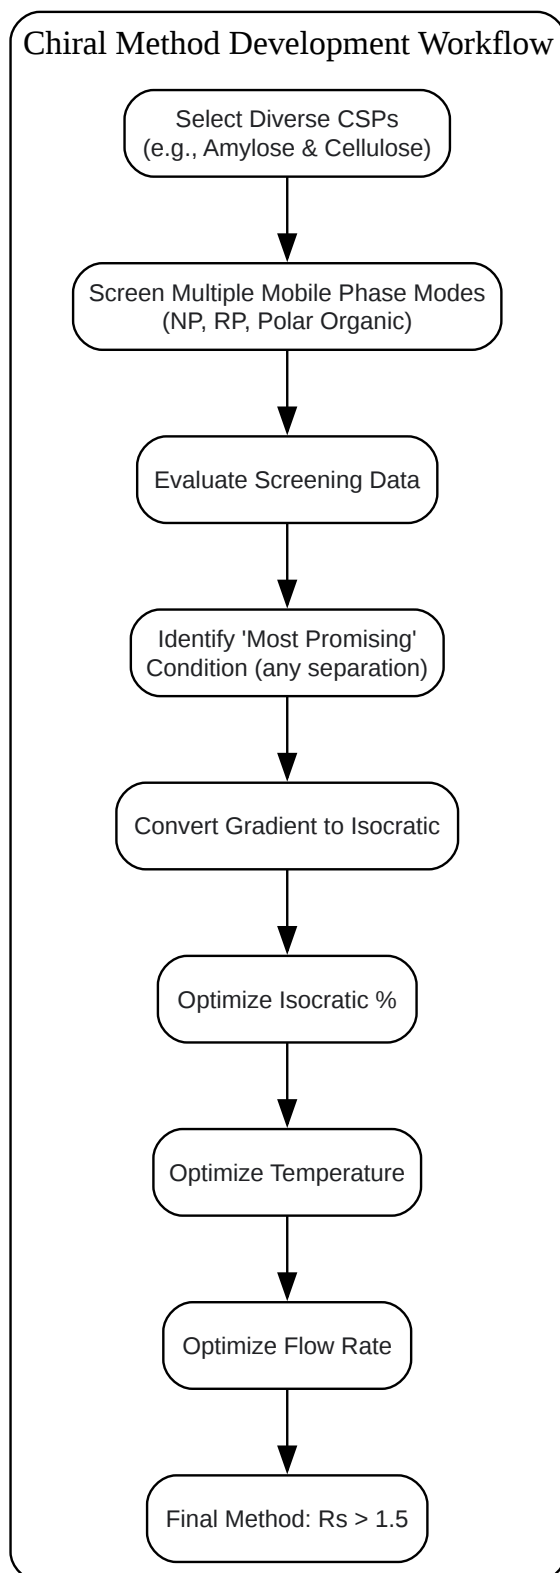 Chiral Method Development Workflow
Select Diverse CSPs
(e.g., Amylose & Cellulose)
Screen Multiple Mobile Phase Modes
(NP, RP, Polar Organic)
Evaluate Screening Data
Identify 'Most Promising'
Condition (any separation)
Convert Gradient to Isocratic
Optimize Isocratic %
Optimize Temperature
Optimize Flow Rate
Final Method: Rs > 1.5